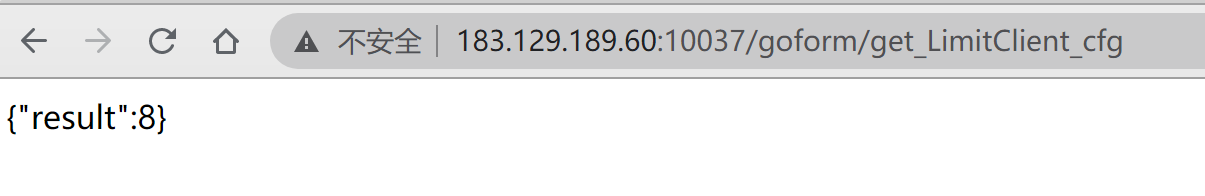 不安全 183.129.189.60:10037/goform/get_LimitClient_cfg
{"result":8}